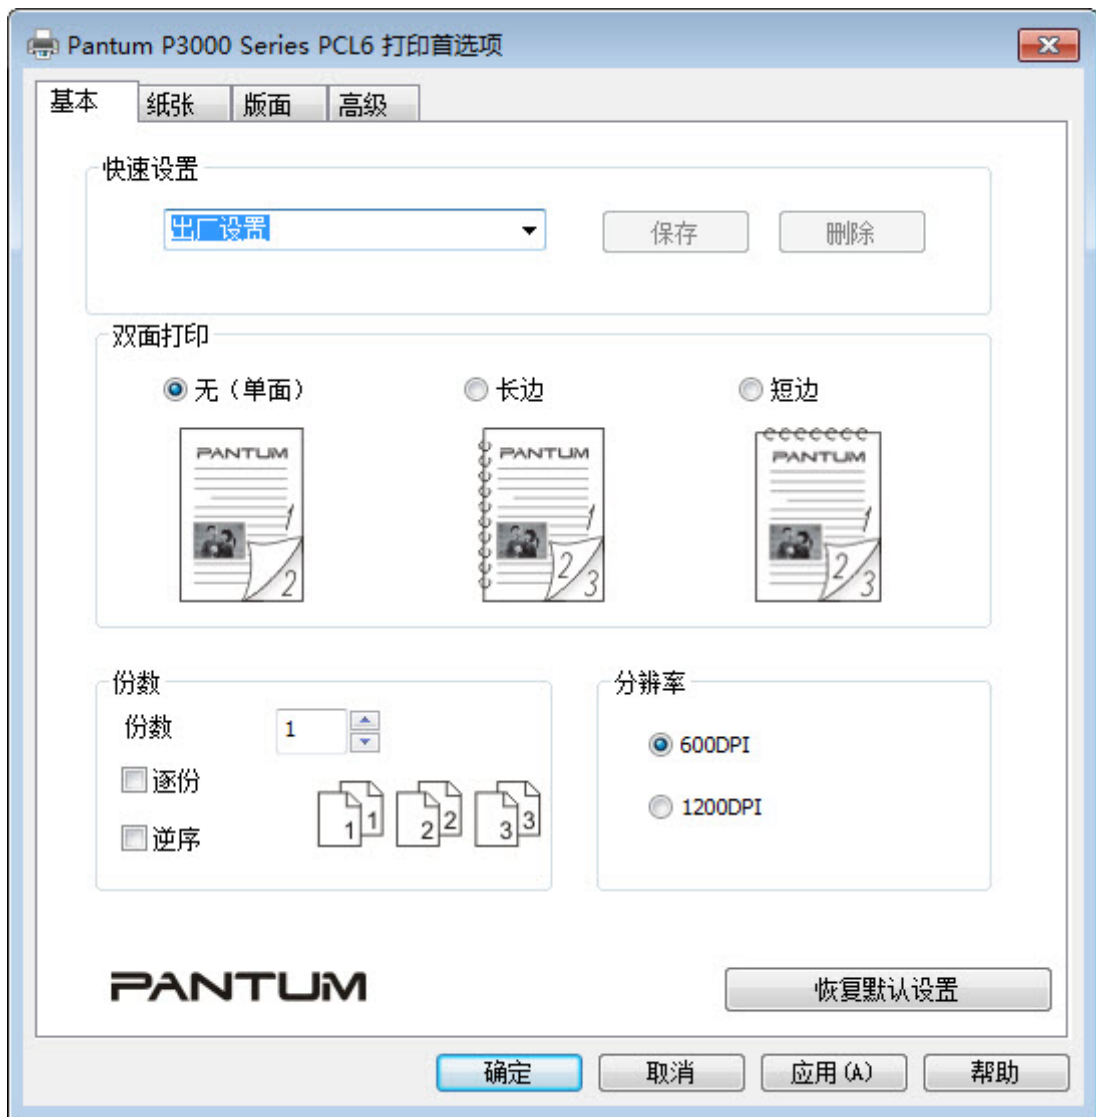 Pantum P3000 Series PCL6 打印首选项
基本 纸张 版面 高级
快速设置
出厂设置 保存 删除
双面打印
无（单面） 长边 短边
PANTUM PANTUM PANTUM
1 1 1
2 2 3 2 3
份数 分辨率
份数 1
600DPI
逐份
1 1 2 2 3 3
1200DPI
逆序
PANTUM 恢复默认设置
确定 取消 应用(A) 帮助